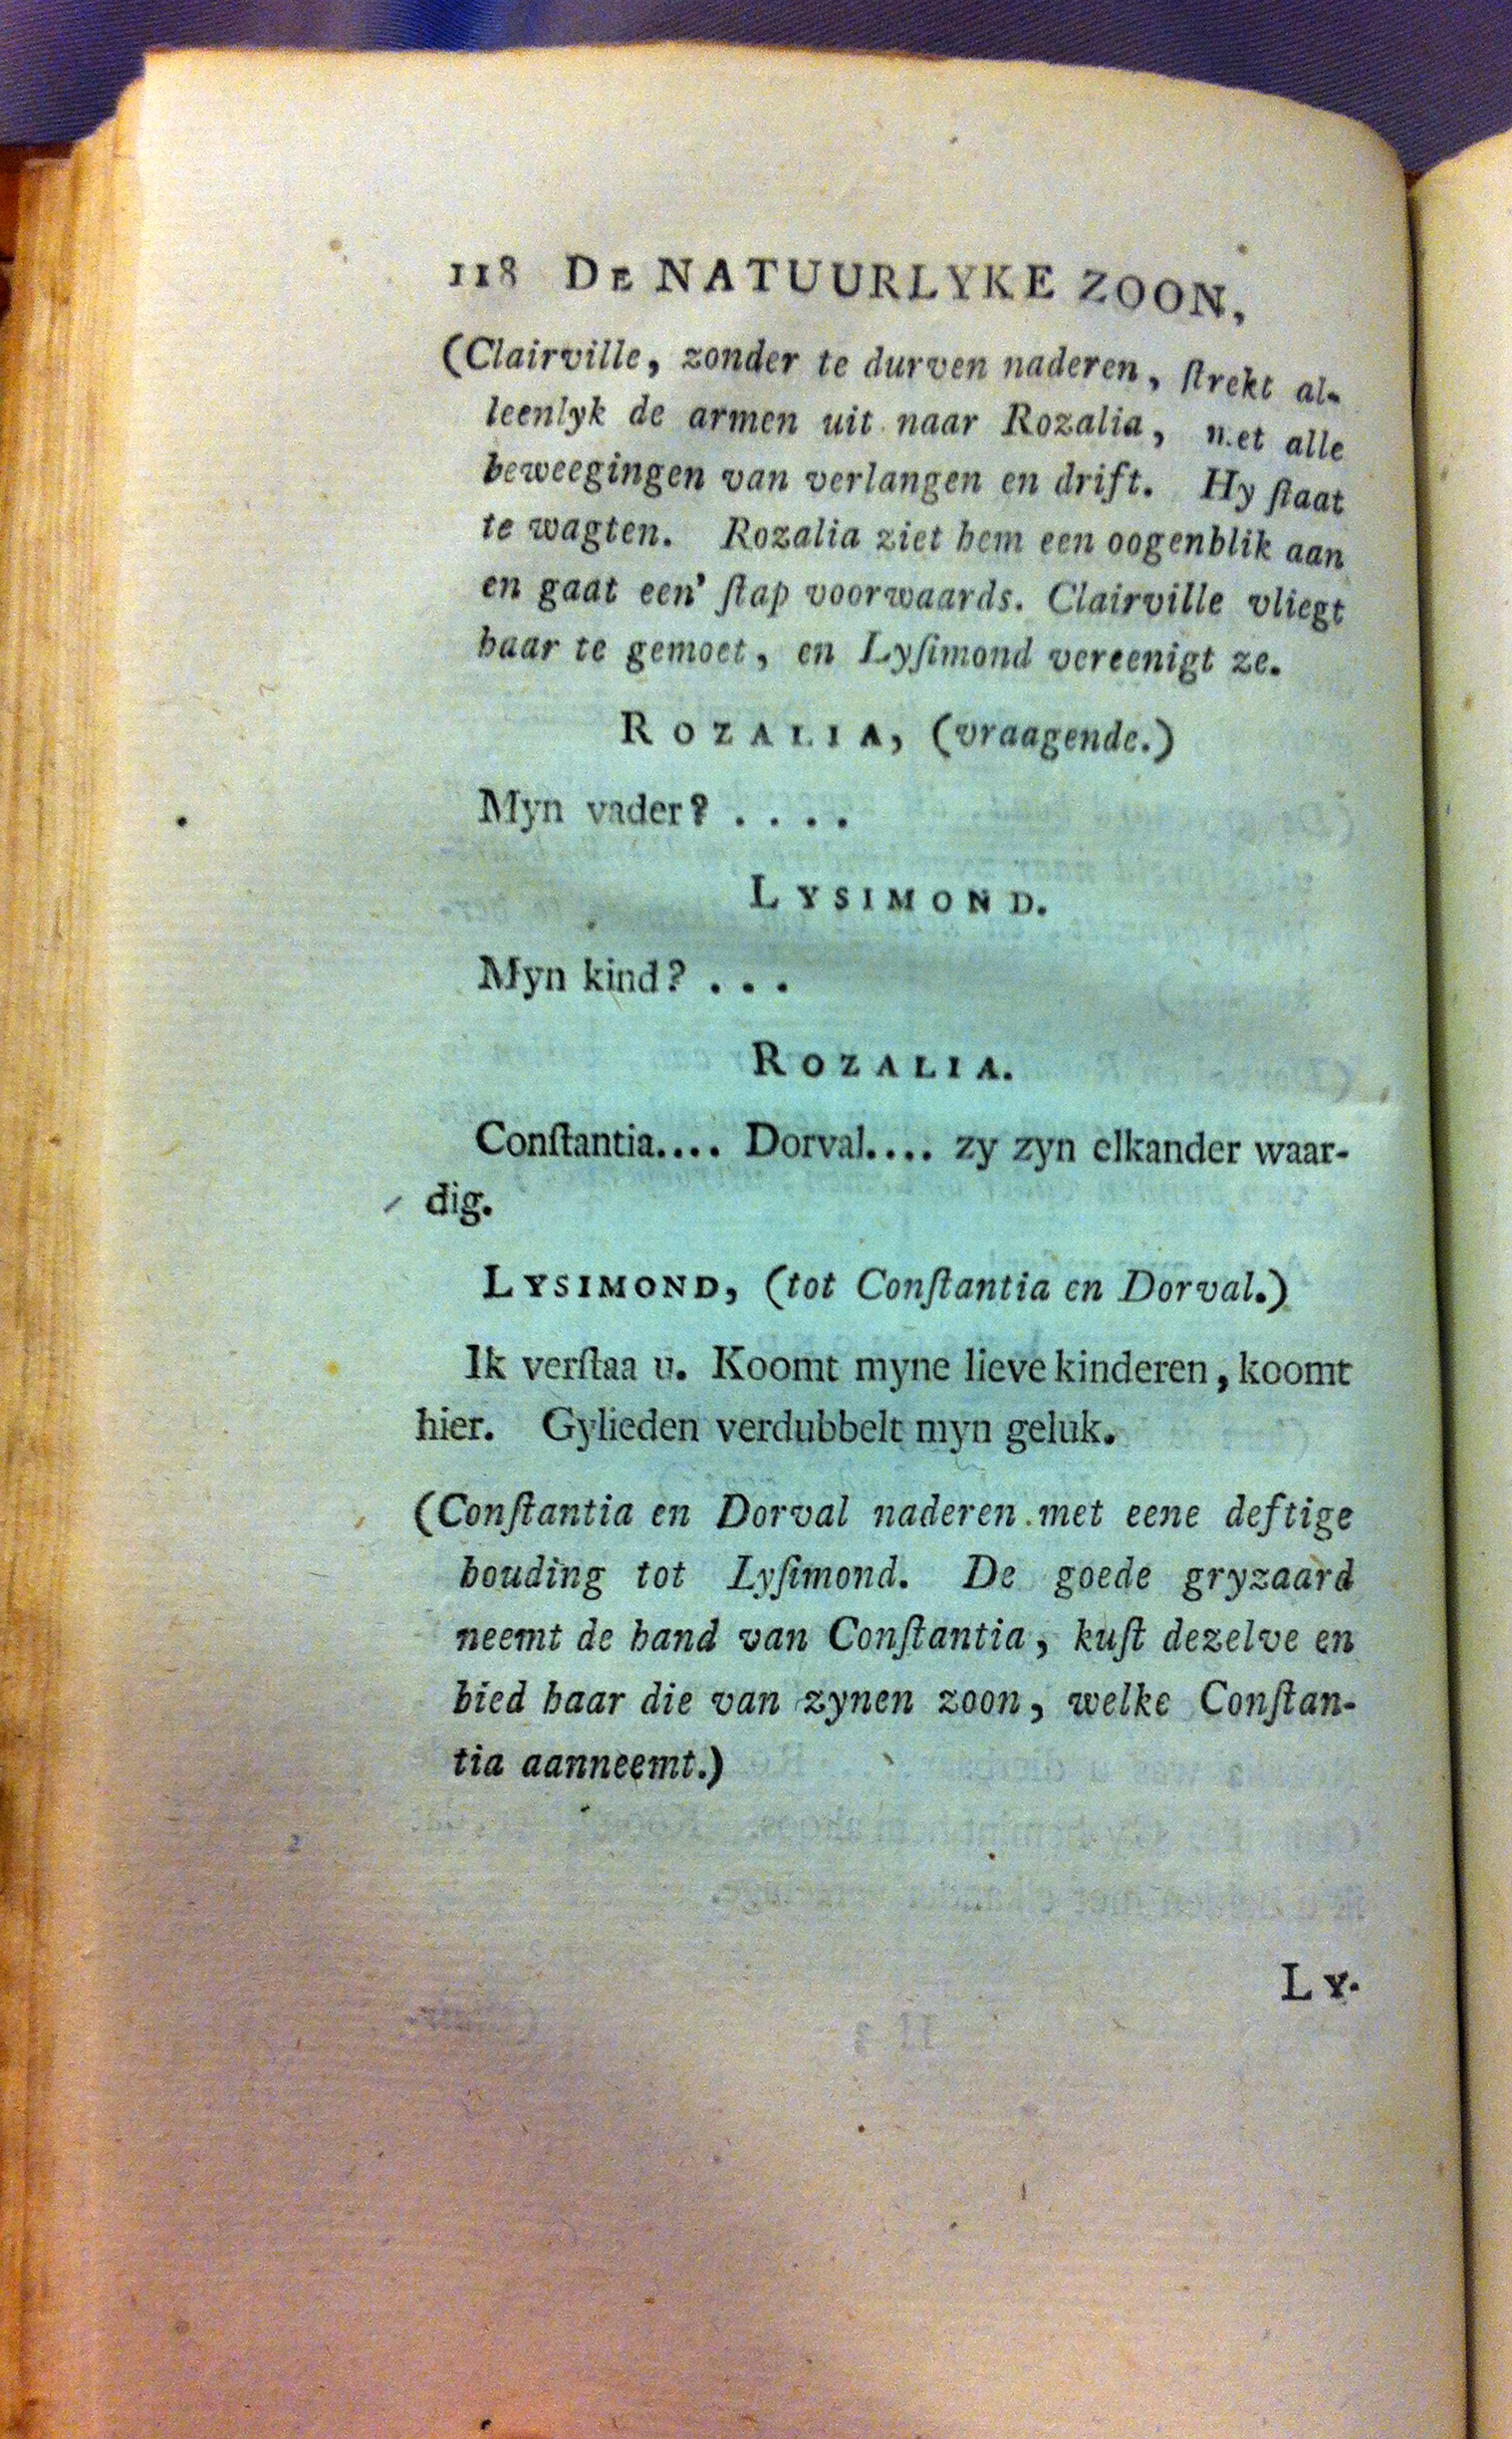 118 DE NATUURLYKE ZOON,
(Clairville, zonder te durven naderen, ſtrekt al-
leenlyk de armen uit naar Rozalia, met alle
beweegingen van verlangen en drift. Hy ſtaat
te wagten. Rozalia ziet hem een oogenblik aan
en gaat een' ſtap voorwaards. Clairville vliegt
haar te gemoet, en Lyſimond vereenigt ze.
ROZALIA, (vraagende.)
Myn vader? . . . .
LYSIMOND.
Myn kind? . . .
ROZALIA.
Conſtantia.... Dorval.... zy zyn elkander waar-
dig.
LYSIMOND, (tot Conſtantia en Dorval.)
Ik verſtaa u. Koomt myne lieve kinderen, koomt
hier. Gylieden verdubbelt myn geluk.
(Conſtantia en Dorval naderen met eene deftige
houding tot Lyſimond. De goede gryzaard
neemt de hand van Conſtantia, kuſt dezelve en
bied haar die van zynen zoon, welke Conſtan-
tia aanneemt.)
LY-